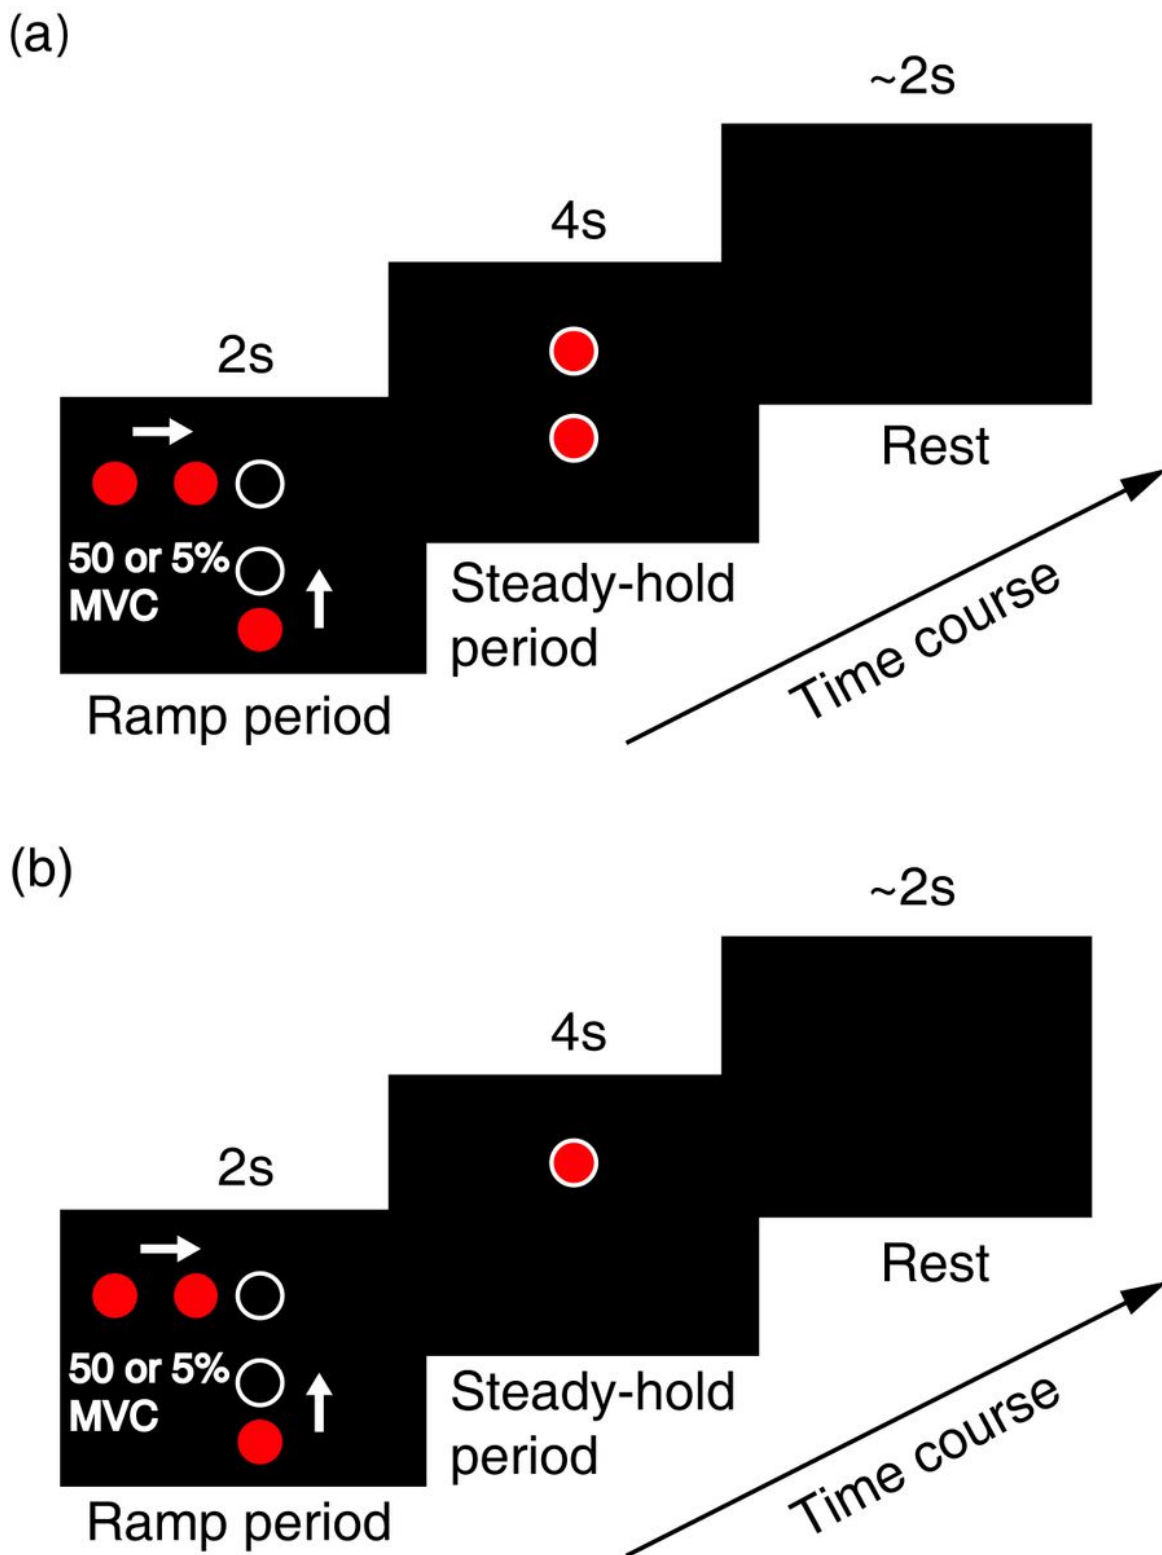 (a)
~2s
4s
2s
50 or 5%
MVC
Rest
Steady-hold
period
Ramp period
Time course
(b)
~2s
4s
2s
50 or 5%
MVC
Rest
Steady-hold
period
Ramp period
Time course